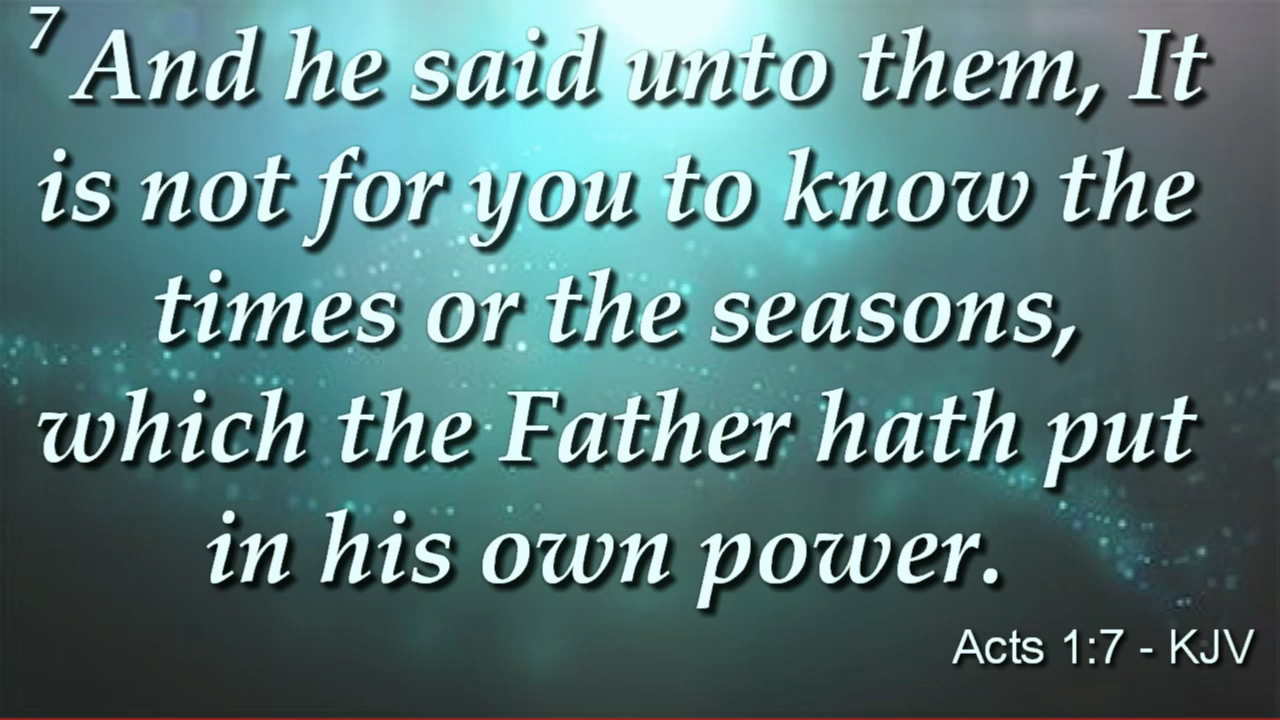 7 And he said unto them, It
is not for you to know the
times or the seasons,
which the Father hath put
in his own power.
Acts 1:7 - KJV